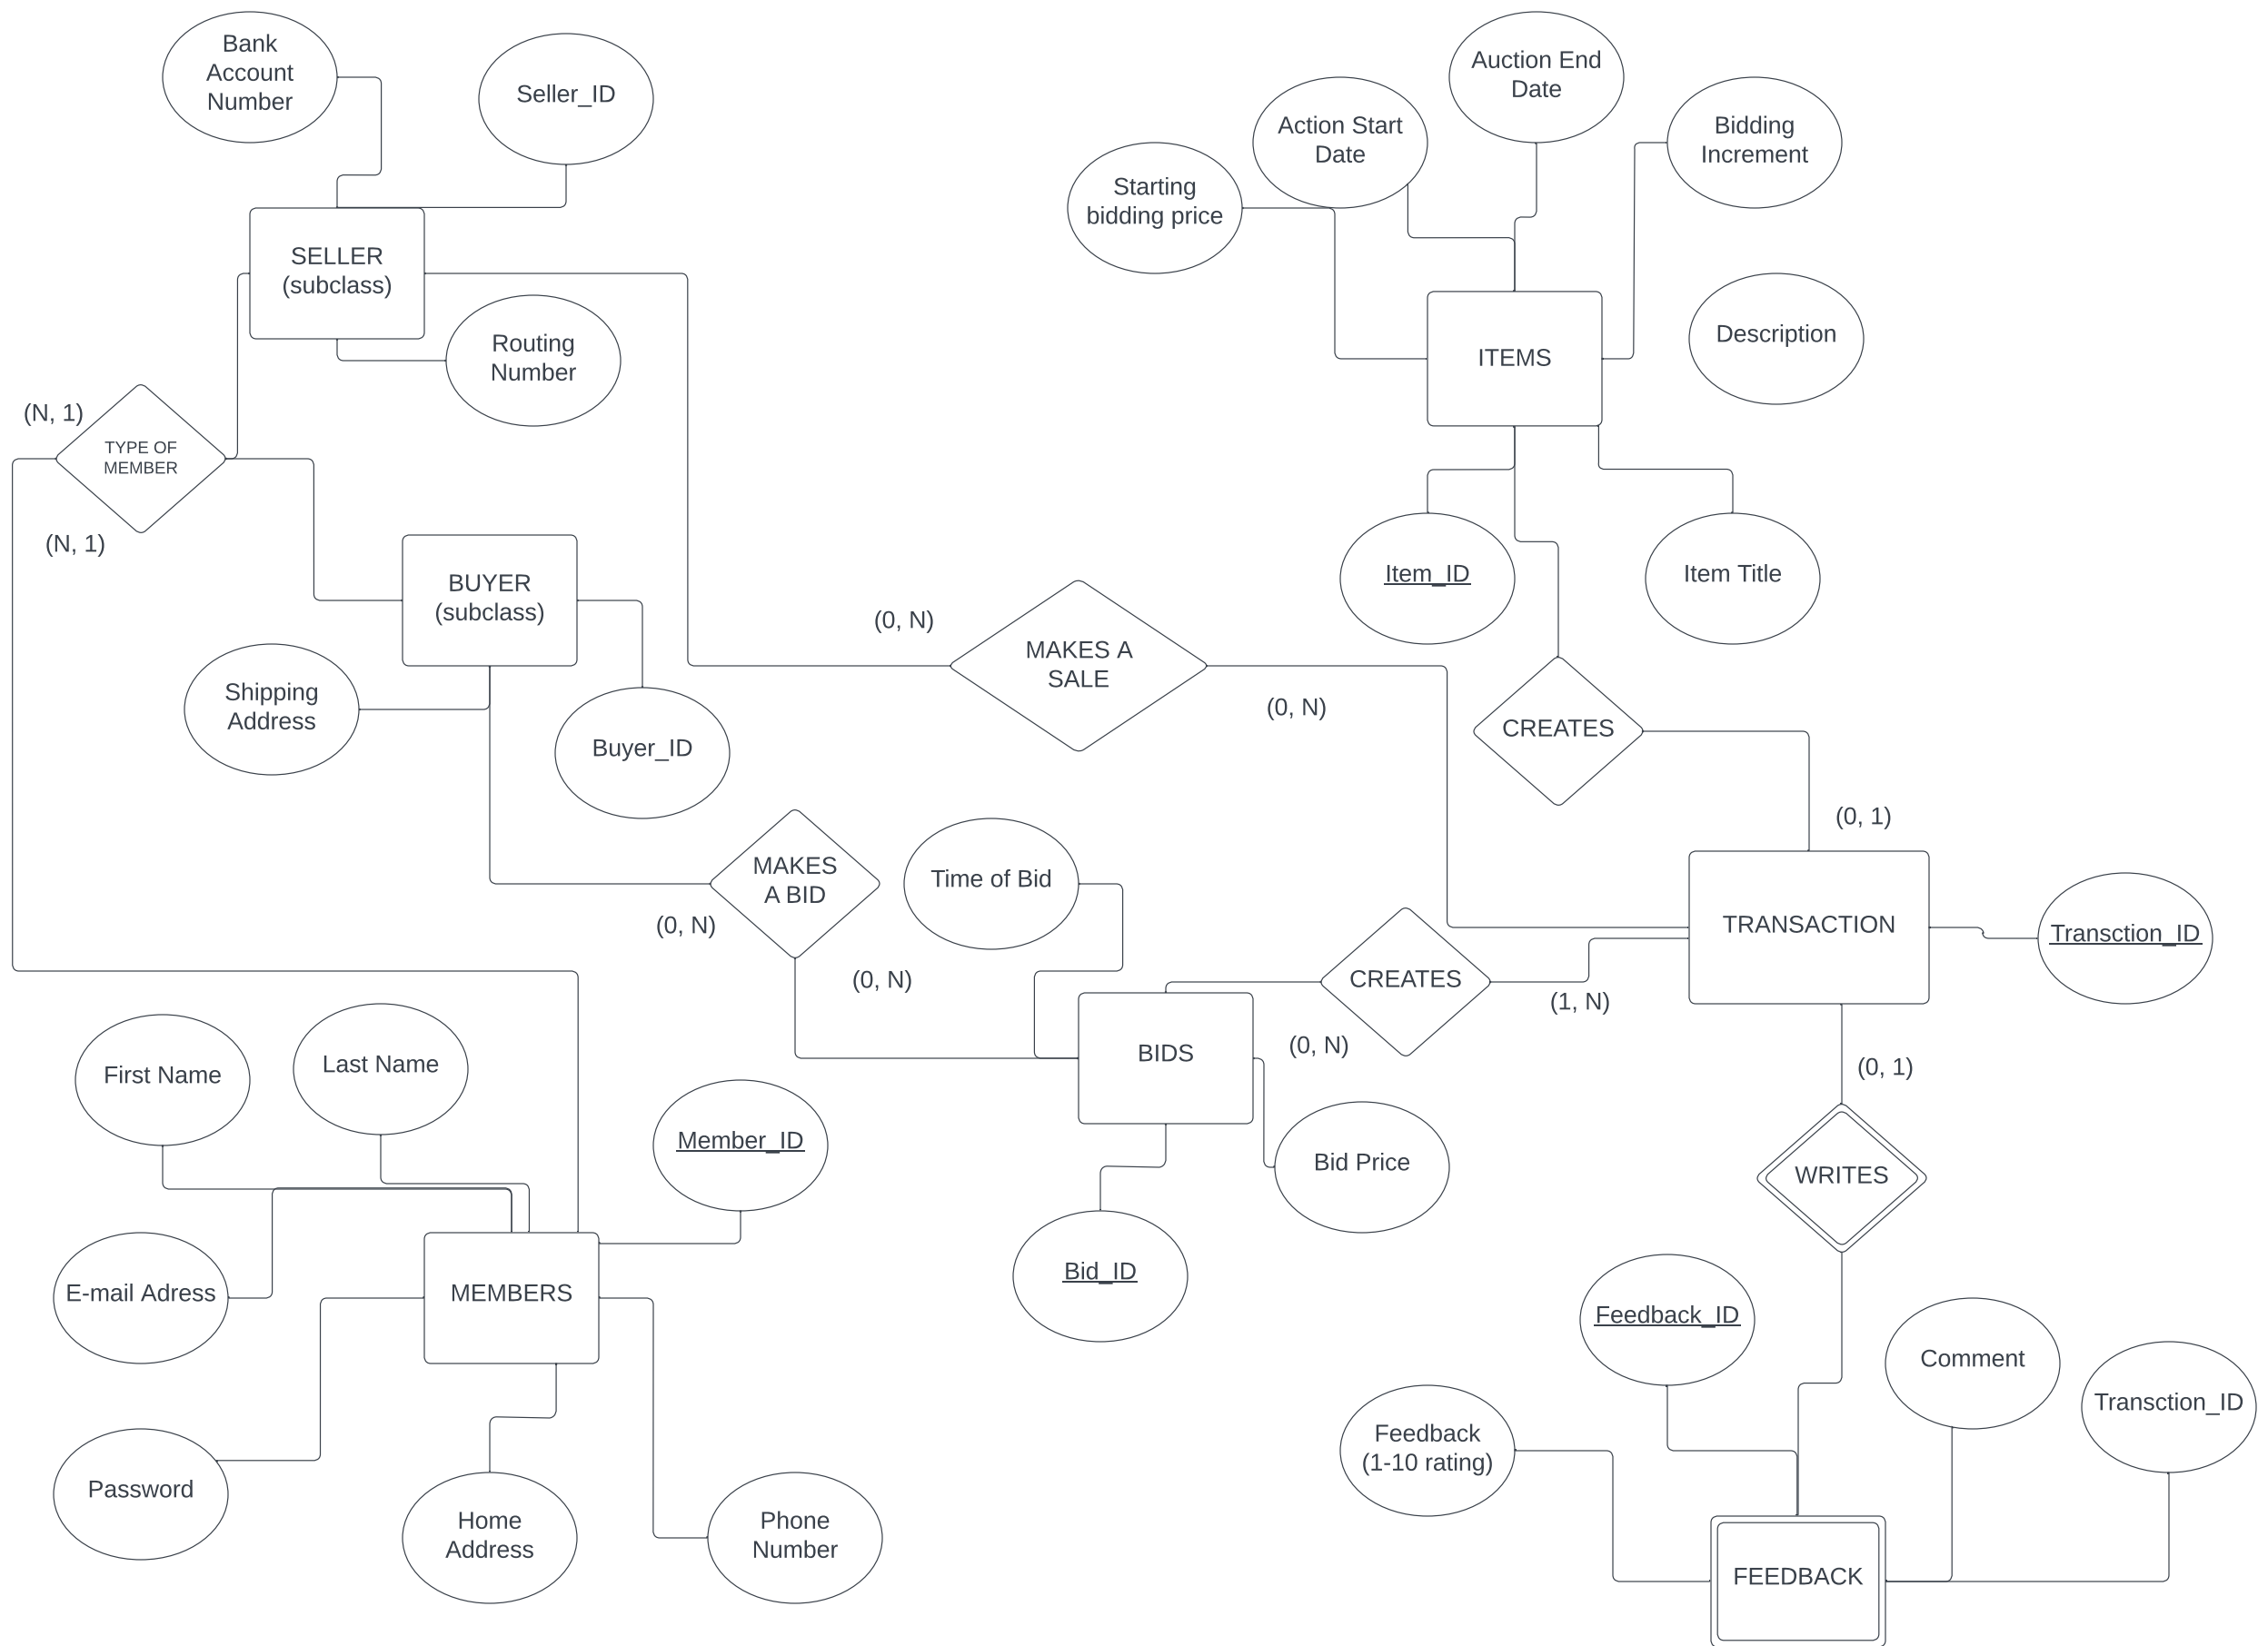 Bank
Account
Number
Seller_ID
Auction End
Date
Action Start
Date
Bidding
Increment
Starting
bidding price
SELLER
(subclass)
Routing
Number
ITEMS
Description
(N, 1)
TYPE OF
MEMBER
(N, 1)
BUYER
(subclass)
Item_ID
Item Title
(0, N)
MAKES A
SALE
(0, N)
Shipping
Address
Buyer_ID
CREATES
(0, 1)
MAKES
A BID
(0, N)
(0, N)
Time of Bid
TRANSACTION
Transction_ID
CREATES
(1, N)
(0, N)
BIDS
First Name
Last Name
Member_ID
Bid Price
(0, 1)
WRITES
Bid_ID
E-mail Adress
MEMBERS
Feedback_ID
Comment
Transction_ID
Feedback
(1-10 rating)
Password
Home
Address
Phone
Number
FEEDBACK